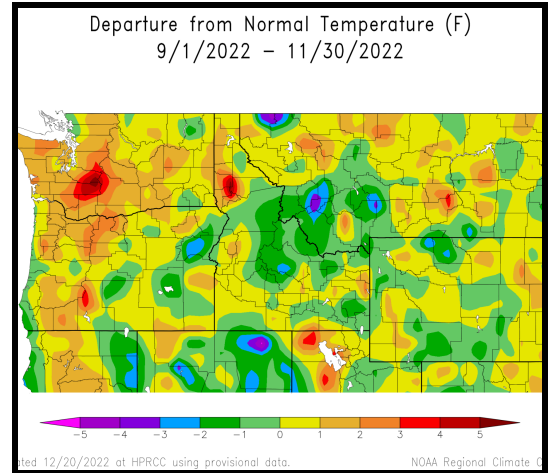 Departure from Normal Temperature (F)
9/1/2022 – 11/30/2022
-5 -4 -3 -2 -1 0 1 2 3 4 5
ated 12/20/2022 at HPRCC using provisional data. NOAA Regional Climate C